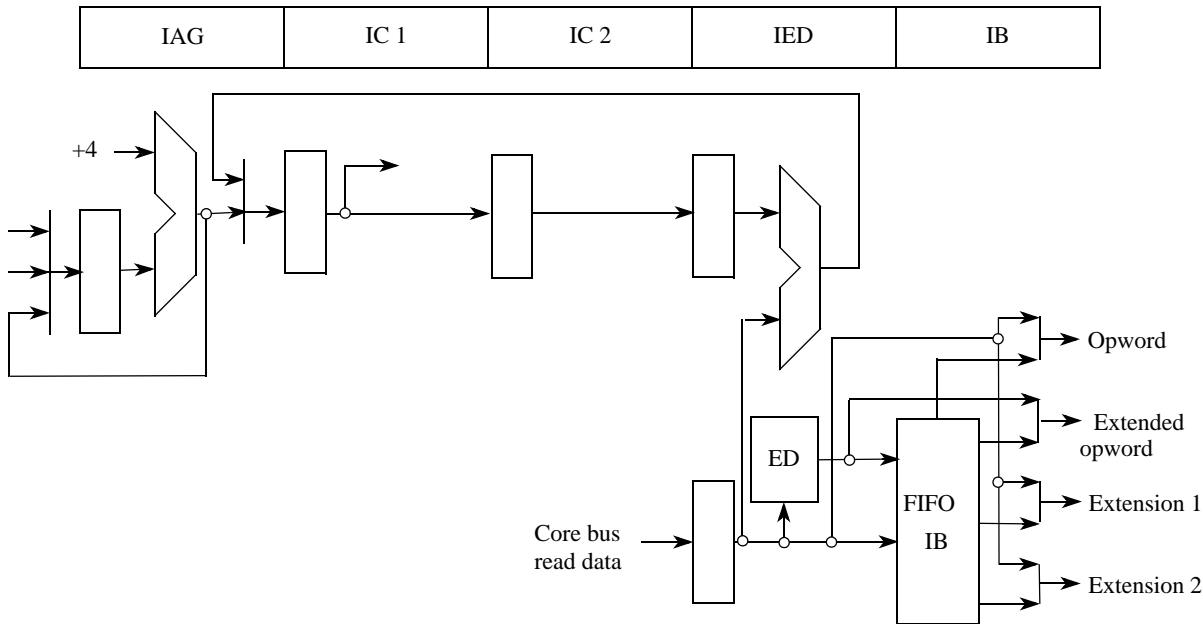 IAG IC 1 IC 2 IED IB
+4
Opword
Extended
opword
ED
FIFO
IB
Extension 1
Core bus
read data
Extension 2